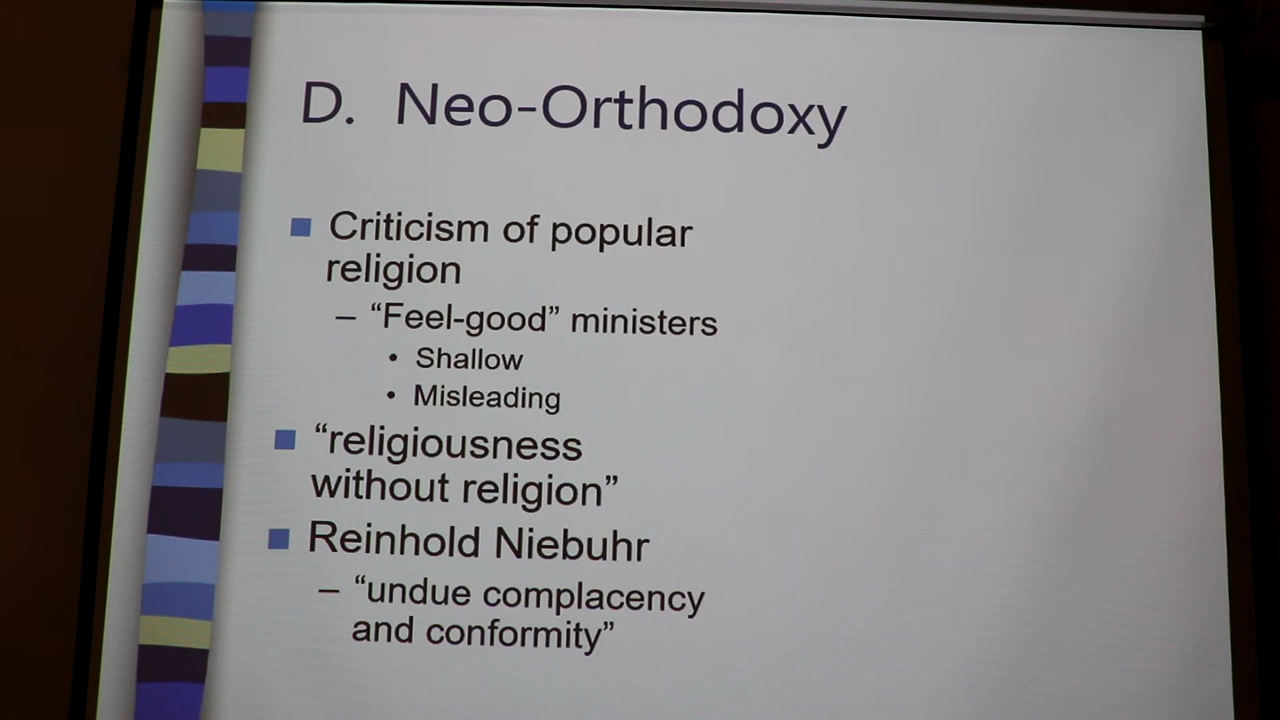 D. Neo-Orthodoxy
■ Criticism of popular
religion
– “Feel-good” ministers
• Shallow
• Misleading
■ “religiousness
without religion”
■ Reinhold Niebuhr
– “undue complacency
and conformity”